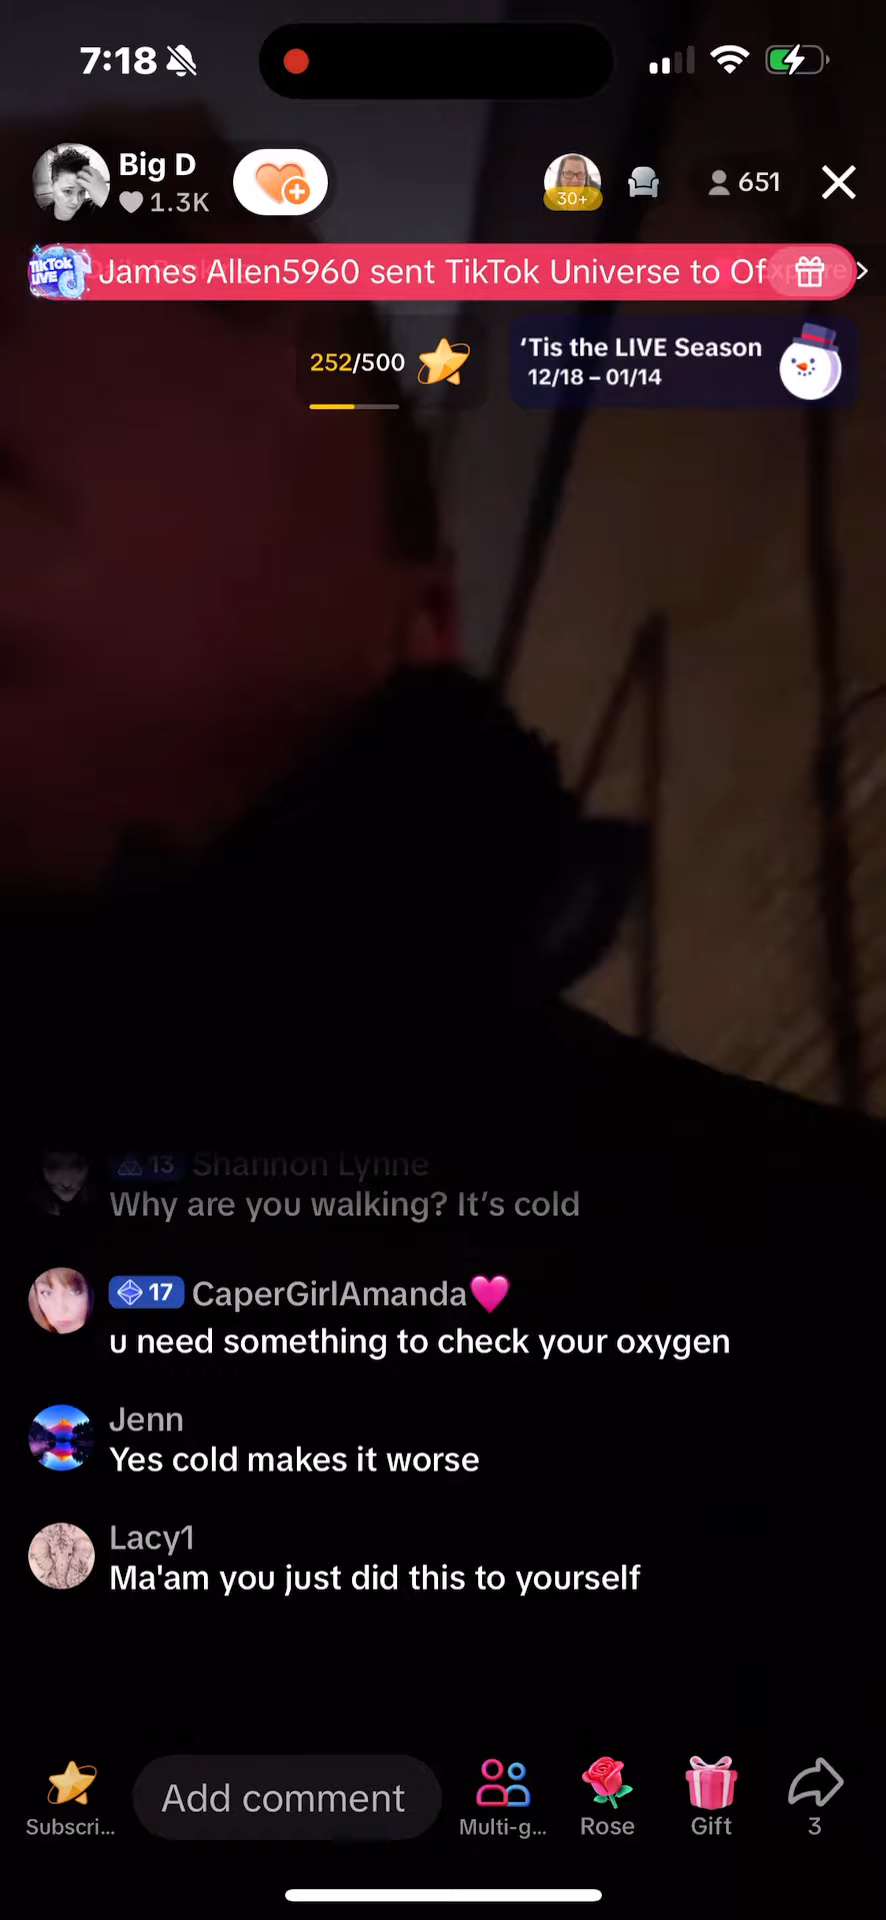 7:18
Big D
1.3K
30+
651
TikTok
LIVE
James Allen5960 sent TikTok Universe to Of
252/500
'Tis the LIVE Season
12/18 – 01/14
13 Shannon Lynne
Why are you walking? It's cold
17 CaperGirlAmanda🩷
u need something to check your oxygen
Jenn
Yes cold makes it worse
Lacy1
Ma'am you just did this to yourself
Add comment
Subscri...
Multi-g...
Rose
Gift
3